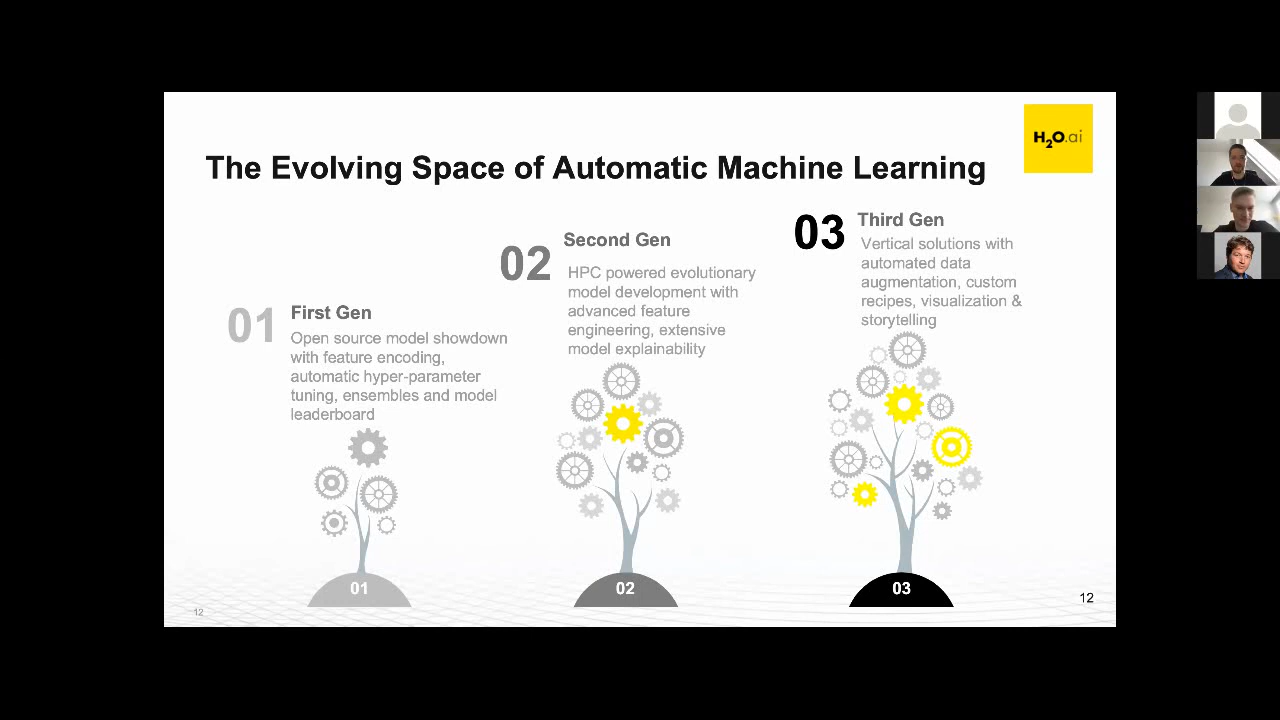 H2O.ai
The Evolving Space of Automatic Machine Learning
01
First Gen
Open source model showdown
with feature encoding,
automatic hyper-parameter
tuning, ensembles and model
leaderboard
02
Second Gen
HPC powered evolutionary
model development with
advanced feature
engineering, extensive
model explainability
03
Third Gen
Vertical solutions with
automated data
augmentation, custom
recipes, visualization &
storytelling
01
02
03
12
12